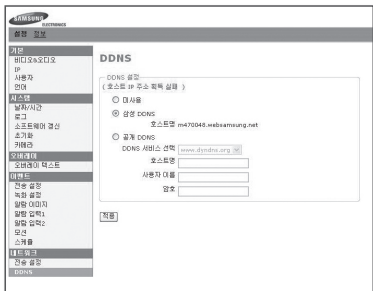 SAMSUNG
ELECTRONICS
설정 정보
기본
비디오&오디오
IP
사용자
언어
시스템
날짜/시간
로그
소프트웨어 갱신
초기화
카메라
오버레이
오버레이 텍스트
이벤트
전송 설정
녹화 설정
알람 이미지
알람 입력1
알람 입력2
모션
스케줄
네트워크
전송 설정
DDNS
DDNS
DDNS 설정
( 호스트 IP 주소 획득 실패 )
미사용
삼성 DDNS
호스트명 m470048.websamsung.net
공개 DDNS
DDNS 서비스 선택 www.dyndns.org
호스트명
사용자 이름
암호
적용